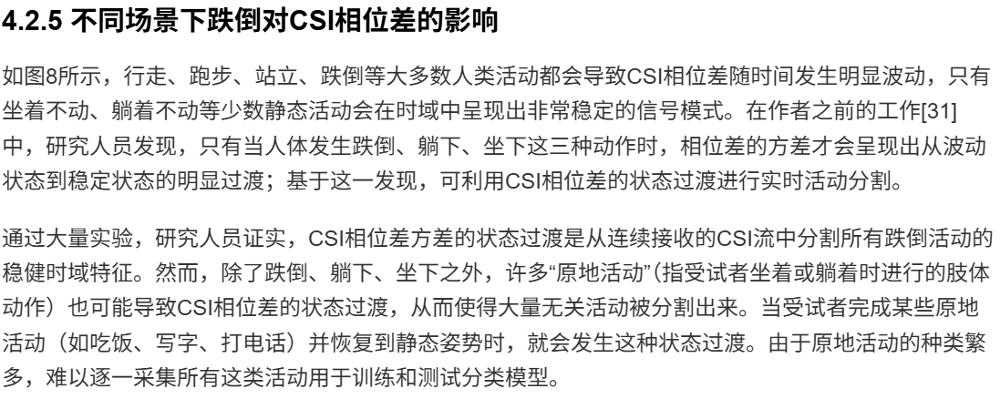 4.2.5 不同场景下跌倒对CSI相位差的影响
如图8所示，行走、跑步、站立、跌倒等大多数人类活动都会导致CSI相位差随时间发生明显波动，只有
坐着不动、躺着不动等少数静态活动会在时域中呈现出非常稳定的信号模式。在作者之前的工作[31]
中，研究人员发现，只有当人体发生跌倒、躺下、坐下这三种动作时，相位差的方差才会呈现出从波动
状态到稳定状态的明显过渡；基于这一发现，可利用CSI相位差的状态过渡进行实时活动分割。
通过大量实验，研究人员证实，CSI相位差方差的状态过渡是从连续接收的CSI流中分割所有跌倒活动的
稳健时域特征。然而，除了跌倒、躺下、坐下之外，许多“原地活动”（指受试者坐着或躺着时进行的肢体
动作）也可能导致CSI相位差的状态过渡，从而使得大量无关活动被分割出来。当受试者完成某些原地
活动（如吃饭、写字、打电话）并恢复到静态姿势时，就会发生这种状态过渡。由于原地活动的种类繁
多，难以逐一采集所有这类活动用于训练和测试分类模型。